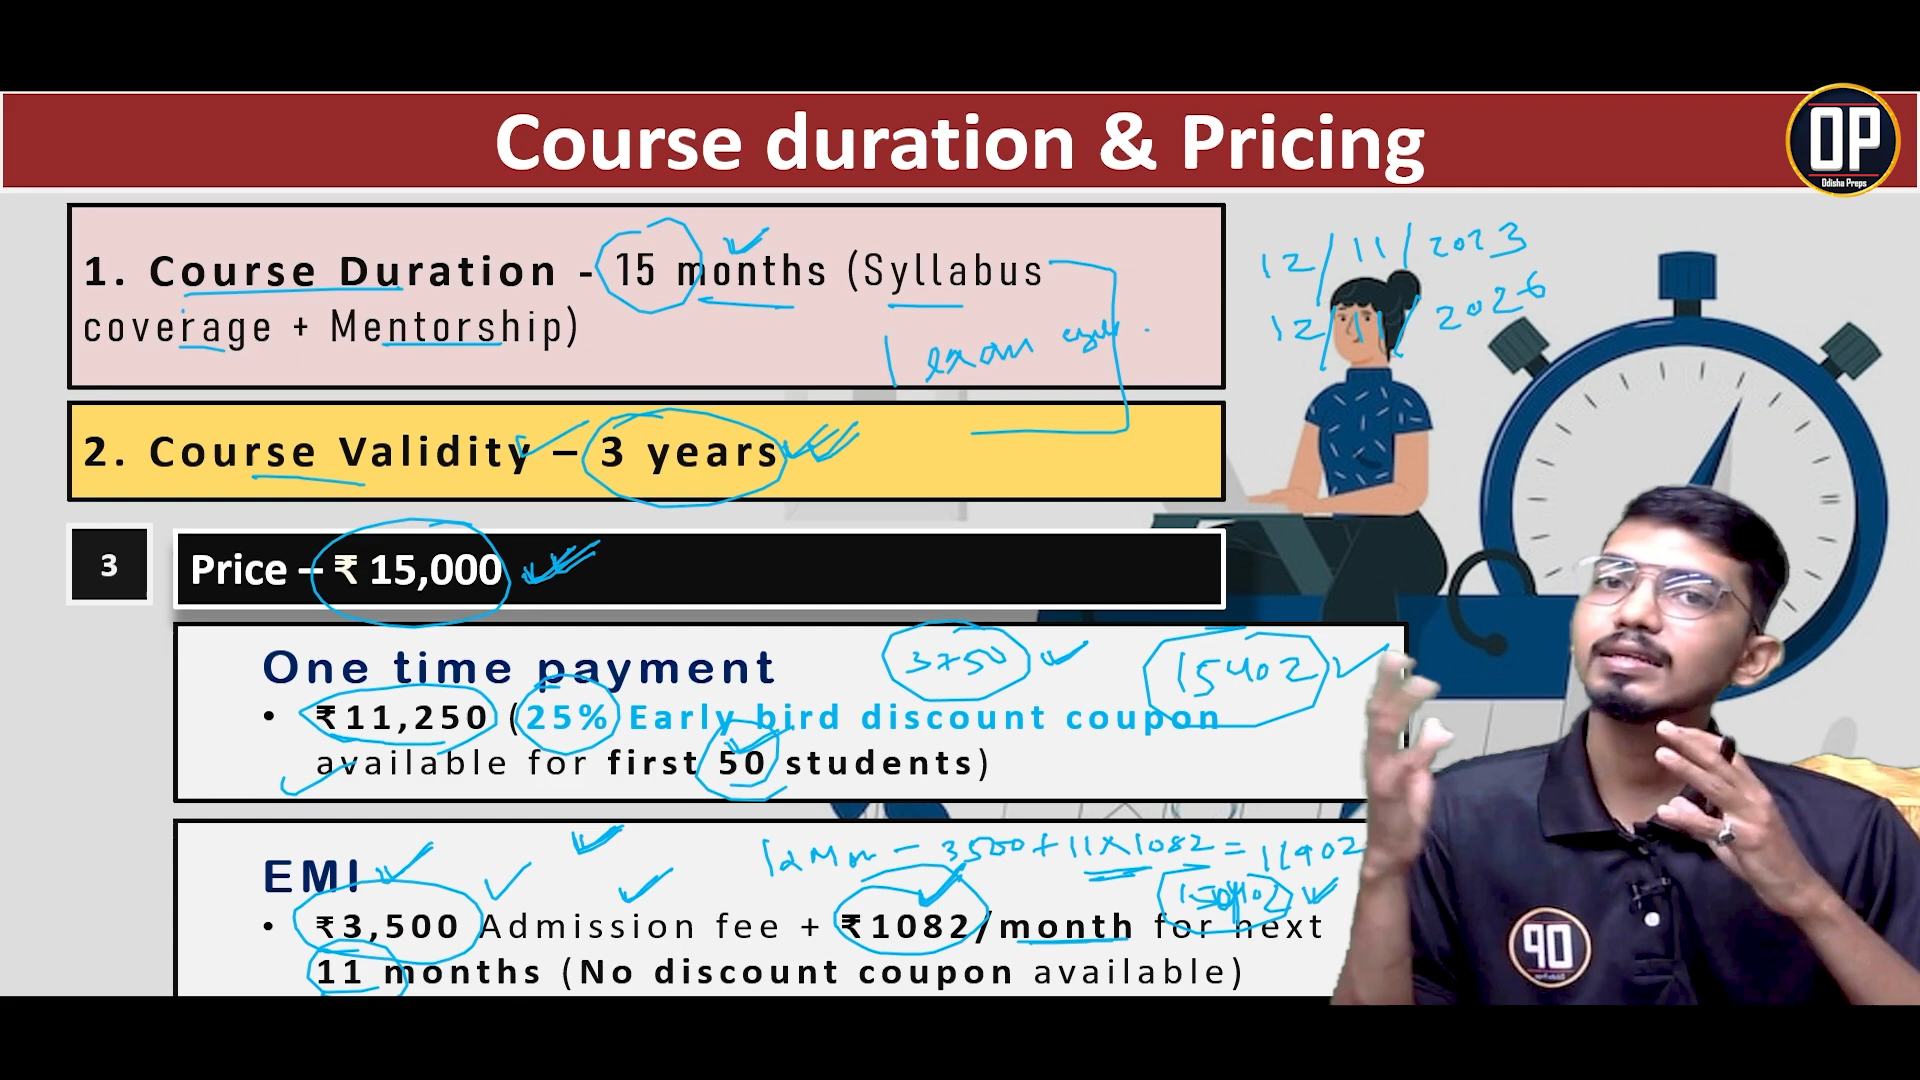 Course duration & Pricing
OP
Odisha Preps
1. Course Duration - 15 months (Syllabus
coverage + Mentorship)
1 exam cycle.
12/11/2023
12/11/2026
2. Course Validity – 3 years
3
Price – ₹ 15,000
One time payment
3750
15402
• ₹11,250 (25% Early bird discount coupon
available for first 50 students)
EMI
12 Mon – 3500 + 11 × 1082 = 11902
15402
• ₹3,500 Admission fee + ₹1082/month for next
11 months (No discount coupon available)